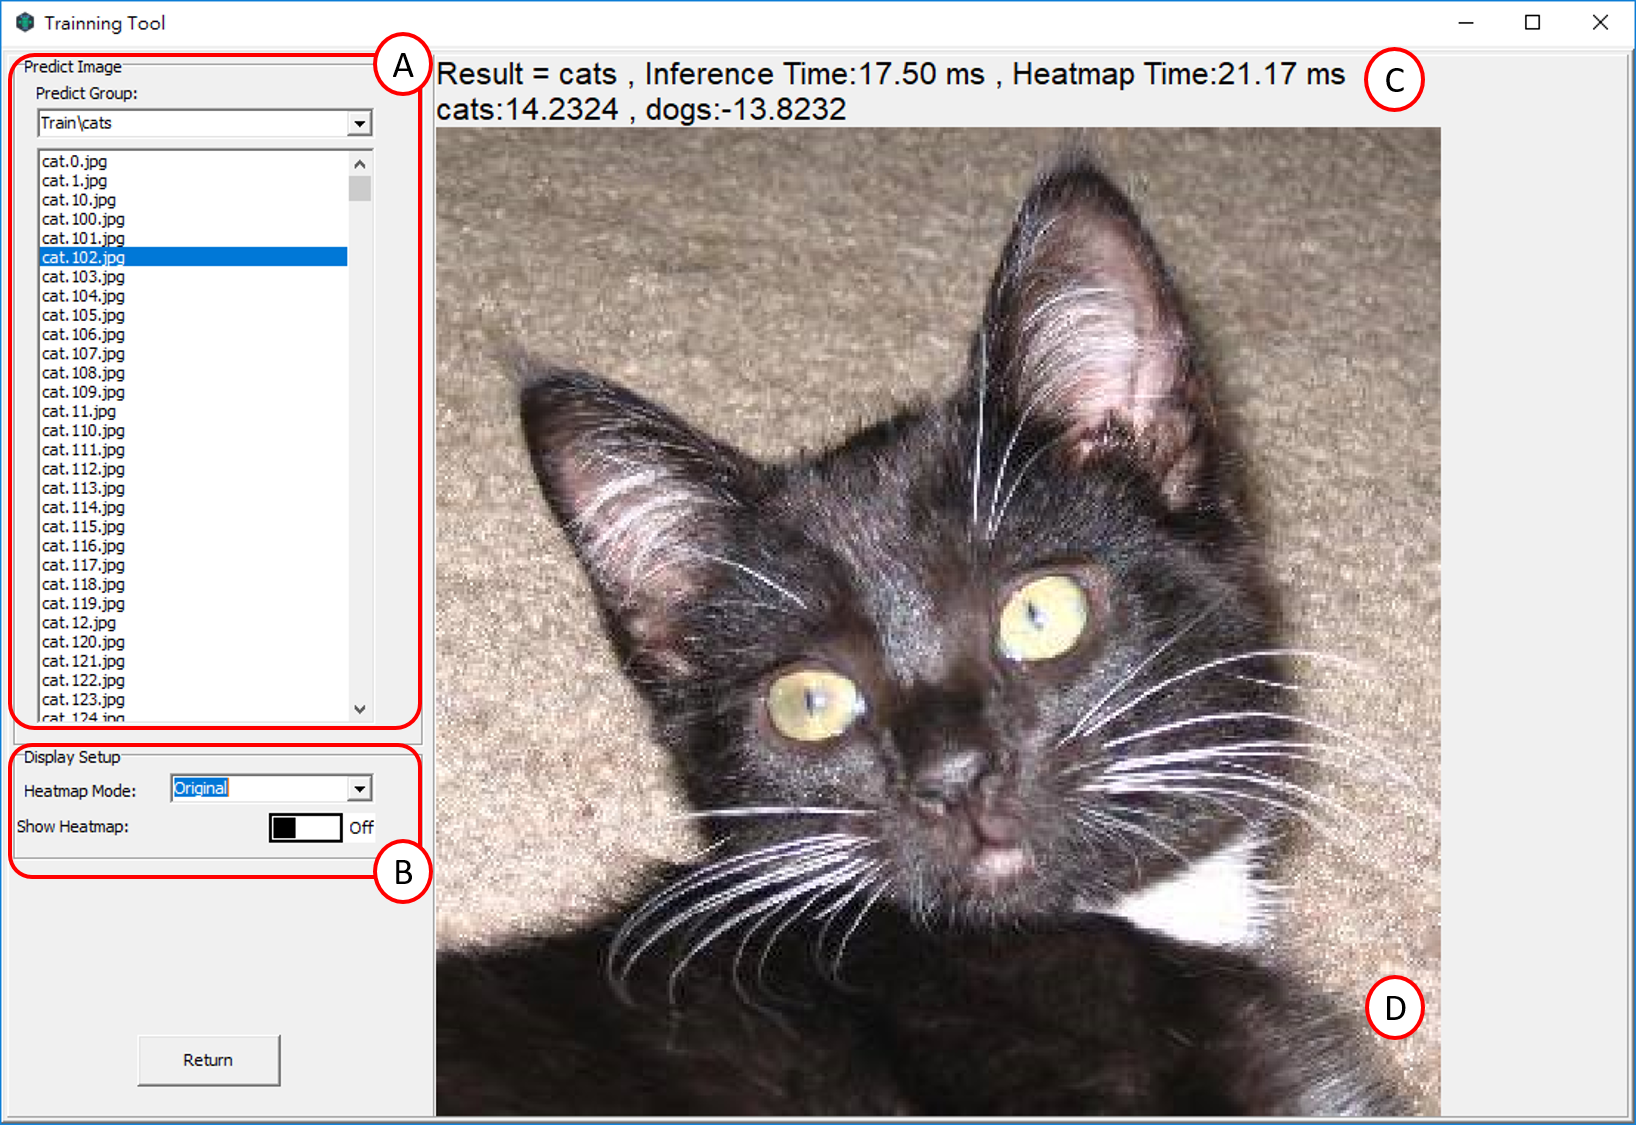 Trainning Tool
A
Predict Image
Predict Group:
Train\cats
cat.0.jpg
cat.1.jpg
cat.10.jpg
cat.100.jpg
cat.101.jpg
cat.102.jpg
cat.103.jpg
cat.104.jpg
cat.105.jpg
cat.106.jpg
cat.107.jpg
cat.108.jpg
cat.109.jpg
cat.11.jpg
cat.110.jpg
cat.111.jpg
cat.112.jpg
cat.113.jpg
cat.114.jpg
cat.115.jpg
cat.116.jpg
cat.117.jpg
cat.118.jpg
cat.119.jpg
cat.12.jpg
cat.120.jpg
cat.121.jpg
cat.122.jpg
cat.123.jpg
cat.124.jpg
Display Setup
Heatmap Mode: Original
Show Heatmap: Off
B
Return
Result = cats , Inference Time:17.50 ms , Heatmap Time:21.17 ms
cats:14.2324 , dogs:-13.8232
C
D